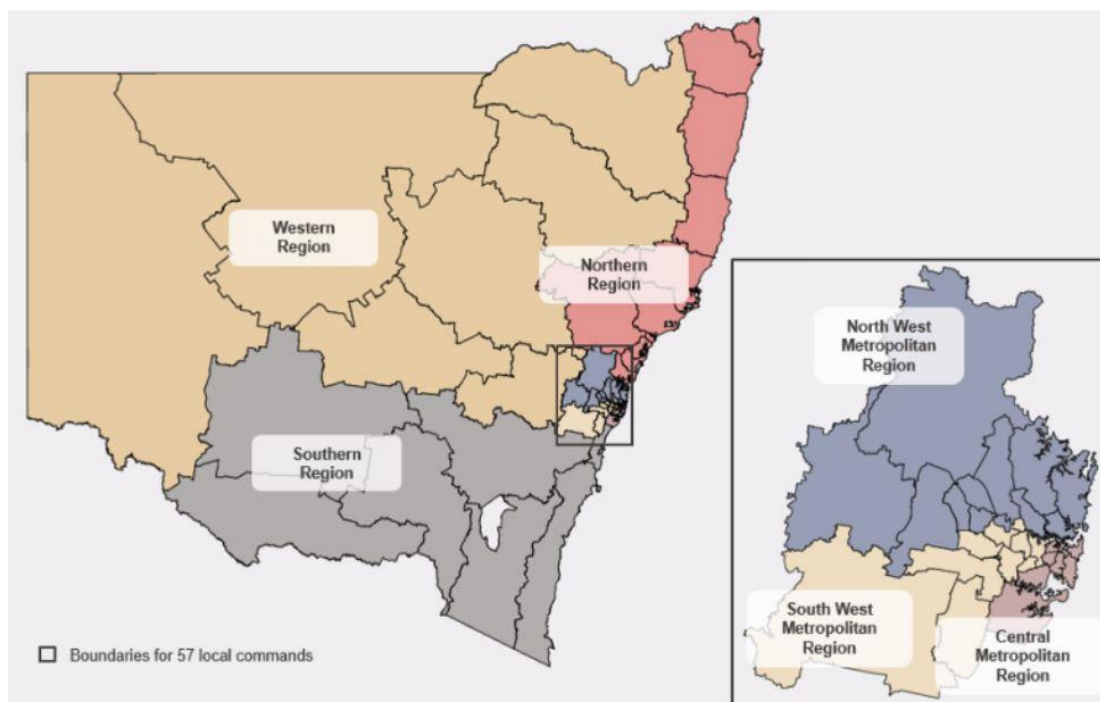 Western
Region
Northern
Region
Southern
Region
Boundaries for 57 local commands
North West
Metropolitan
Region
South West
Metropolitan
Region
Central
Metropolitan
Region